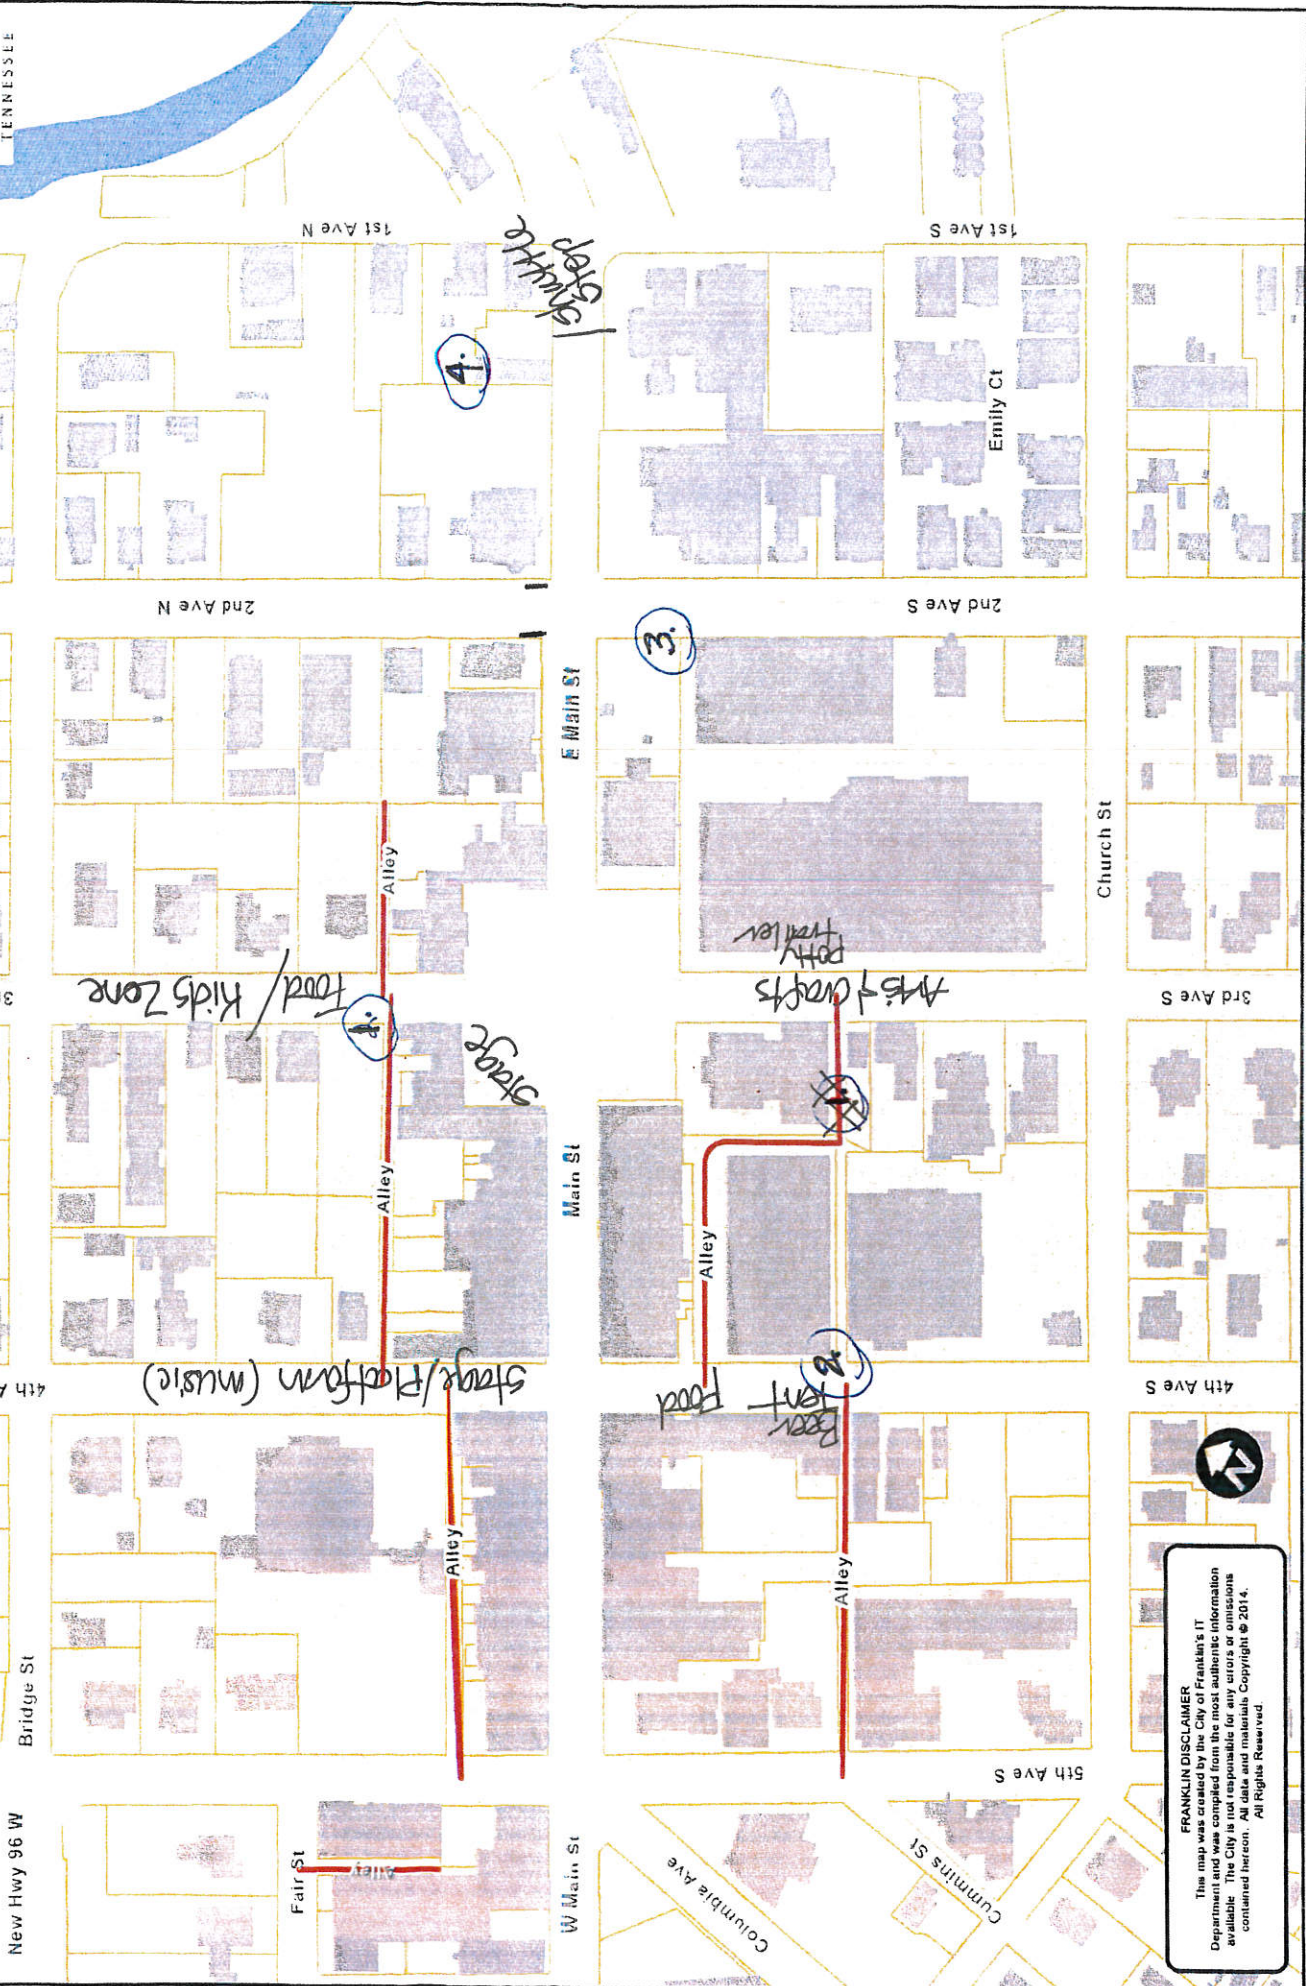 TENNESSEE
1st Ave N
1st Ave S
Shuttle
Stop
4.
Emily Ct
2nd Ave N
2nd Ave S
3.
E Main St
Alley
Church St
Potty
Trailer
Food / Kids Zone
Arts & Crafts
3rd Ave S
1.
Stage
1.
Alley
Main St
Alley
Stage/Platform (music)
2.
4th Ave S
Food
Beer
Tent
Alley
Alley
Bridge St
5th Ave S
New Hwy 96 W
Fair St
Alley
W Main St
Columbia Ave
Cummins St
N
FRANKLIN DISCLAIMER
This map was created by the City of Franklin's IT
Department and was compiled from the most authentic information
available. The City is not responsible for any errors or omissions
contained hereon. All data and materials Copyright © 2014.
All Rights Reserved.